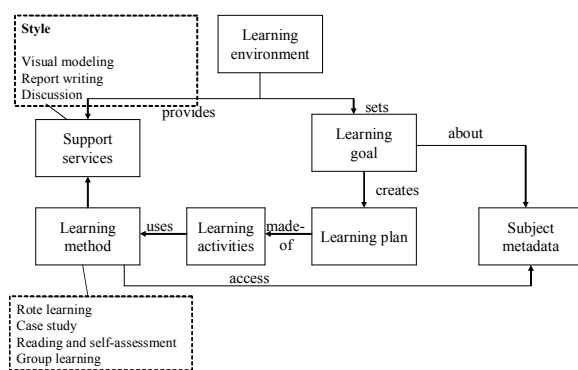 Style
Visual modeling
Report writing
Discussion
Learning
environment
provides
sets
Support
services
Learning
goal
about
creates
Learning
method
uses
Learning
activities
made-
of
Learning plan
Subject
metadata
access
Rote learning
Case study
Reading and self-assessment
Group learning